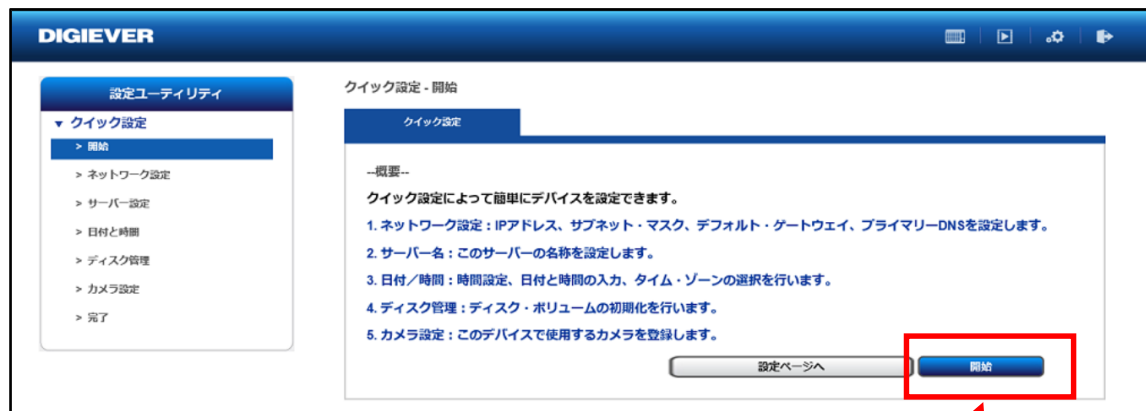 DIGIEVER
設定ユーティリティ
▼ クイック設定
> 開始
> ネットワーク設定
> サーバー設定
> 日付と時間
> ディスク管理
> カメラ設定
> 完了
クイック設定 - 開始
クイック設定
--概要--
クイック設定によって簡単にデバイスを設定できます。
1. ネットワーク設定：IPアドレス、サブネット・マスク、デフォルト・ゲートウェイ、プライマリーDNSを設定します。
2. サーバー名：このサーバーの名称を設定します。
3. 日付／時間：時間設定、日付と時間の入力、タイム・ゾーンの選択を行います。
4. ディスク管理：ディスク・ボリュームの初期化を行います。
5. カメラ設定：このデバイスで使用するカメラを登録します。
設定ページへ
開始